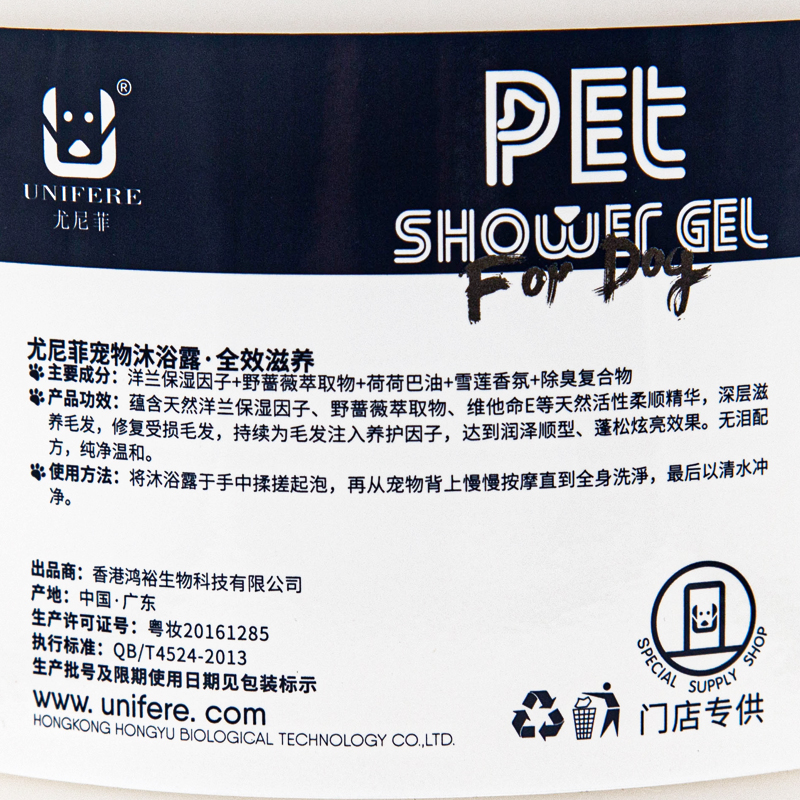 ®
UNIFERE
尤尼菲
PEt
SHOWEr GEL
For Dog
尤尼菲宠物沐浴露·全效滋养
主要成分：洋兰保湿因子+野蔷薇萃取物+荷荷巴油+雪莲香氛+除臭复合物
产品功效：蕴含天然洋兰保湿因子、野蔷薇萃取物、维他命E等天然活性柔顺精华，深层滋
养毛发，修复受损毛发，持续为毛发注入养护因子，达到润泽顺型、蓬松炫亮效果。无泪配
方，纯净温和。
使用方法：将沐浴露于手中揉搓起泡，再从宠物背上慢慢按摩直到全身洗淨，最后以清水冲
净。
出品商：香港鸿裕生物科技有限公司
产地：中国·广东
生产许可证号：粤妆20161285
执行标准：QB/T4524-2013
生产批号及限期使用日期见包装标示
www. unifere. com
HONGKONG HONGYU BIOLOGICAL TECHNOLOGY CO.,LTD.
SPECIAL SUPPLY SHOP
门店专供